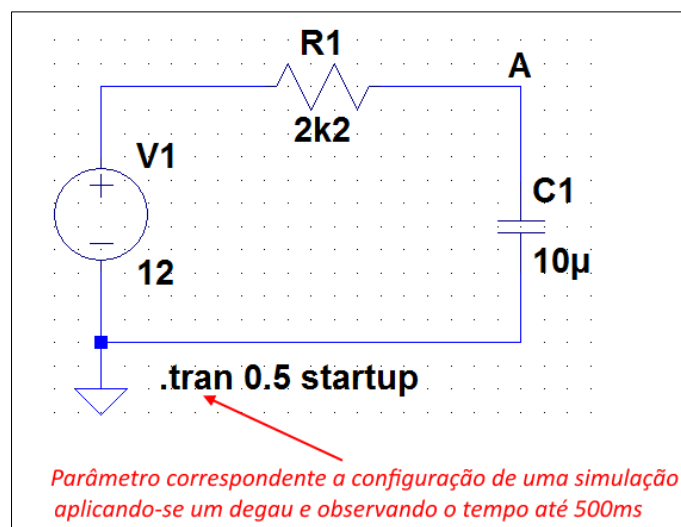 R1
A
2k2
V1
C1
12
10µ
.tran 0.5 startup
Parâmetro correspondente a configuração de uma simulação
aplicando-se um degau e observando o tempo até 500ms